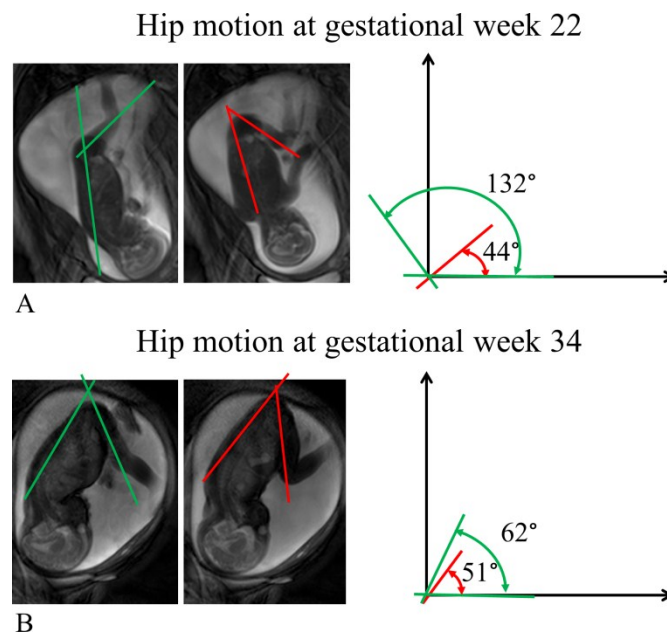 Hip motion at gestational week 22
132°
44°
A
Hip motion at gestational week 34
62°
51°
B